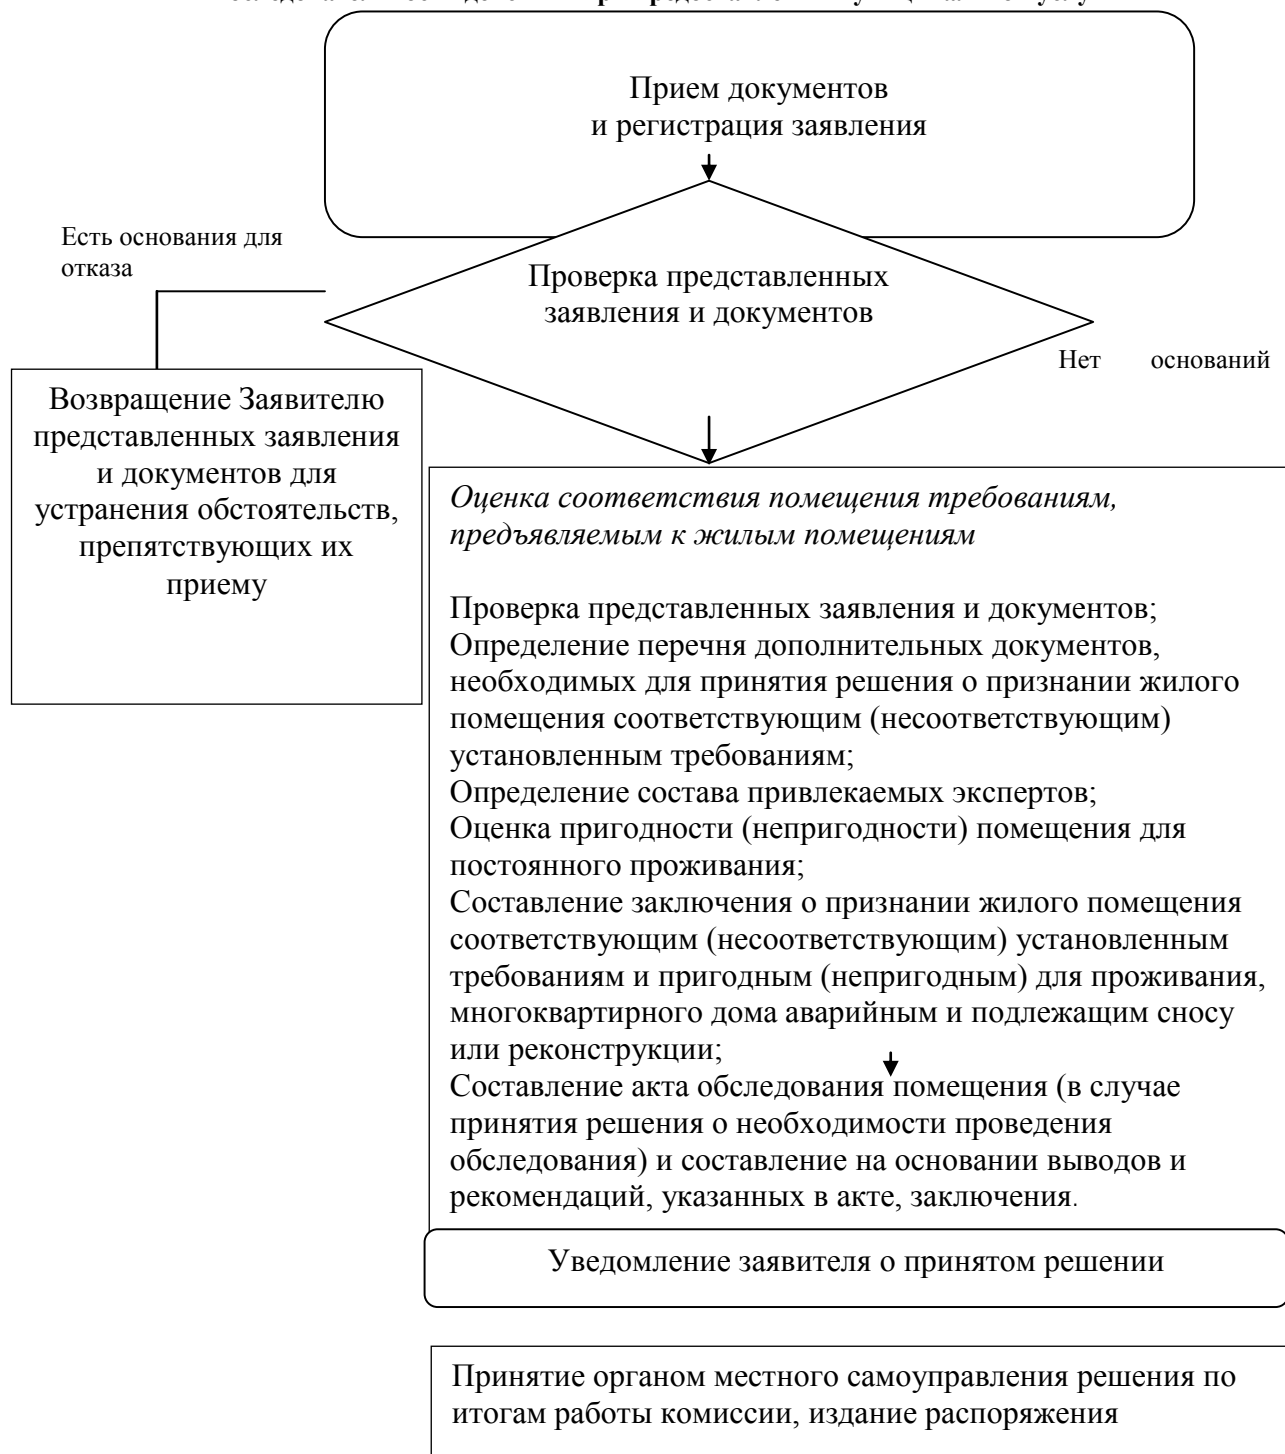 Прием документов
и регистрация заявления
Есть основания для
отказа
Проверка представленных
заявления и документов
Нет оснований
Возвращение Заявителю
представленных заявления
и документов для
устранения обстоятельств,
препятствующих их
приему
Оценка соответствия помещения требованиям,
предъявляемым к жилым помещениям
Проверка представленных заявления и документов;
Определение перечня дополнительных документов,
необходимых для принятия решения о признании жилого
помещения соответствующим (несоответствующим)
установленным требованиям;
Определение состава привлекаемых экспертов;
Оценка пригодности (непригодности) помещения для
постоянного проживания;
Составление заключения о признании жилого помещения
соответствующим (несоответствующим) установленным
требованиям и пригодным (непригодным) для проживания,
многоквартирного дома аварийным и подлежащим сносу
или реконструкции;
Составление акта обследования помещения (в случае
принятия решения о необходимости проведения
обследования) и составление на основании выводов и
рекомендаций, указанных в акте, заключения.
Уведомление заявителя о принятом решении
Принятие органом местного самоуправления решения по
итогам работы комиссии, издание распоряжения